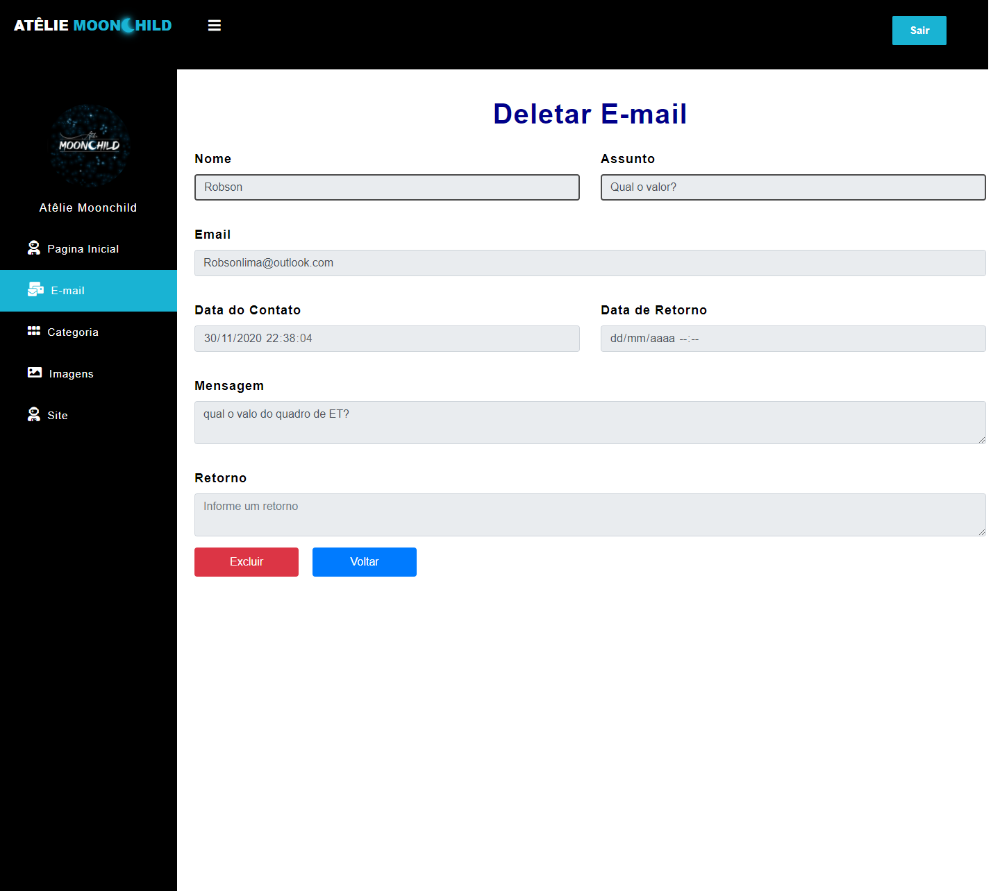 ATÊLIE MOONCHILD
Sair
MOONCHILD
Atêlie Moonchild
Pagina Inicial
E-mail
Categoria
Imagens
Site
Deletar E-mail
Nome
Assunto
Robson
Qual o valor?
Email
Robsonlima@outlook.com
Data do Contato
Data de Retorno
30/11/2020 22:38:04
dd/mm/aaaa --:--
Mensagem
qual o valo do quadro de ET?
Retorno
Informe um retorno
Excluir
Voltar